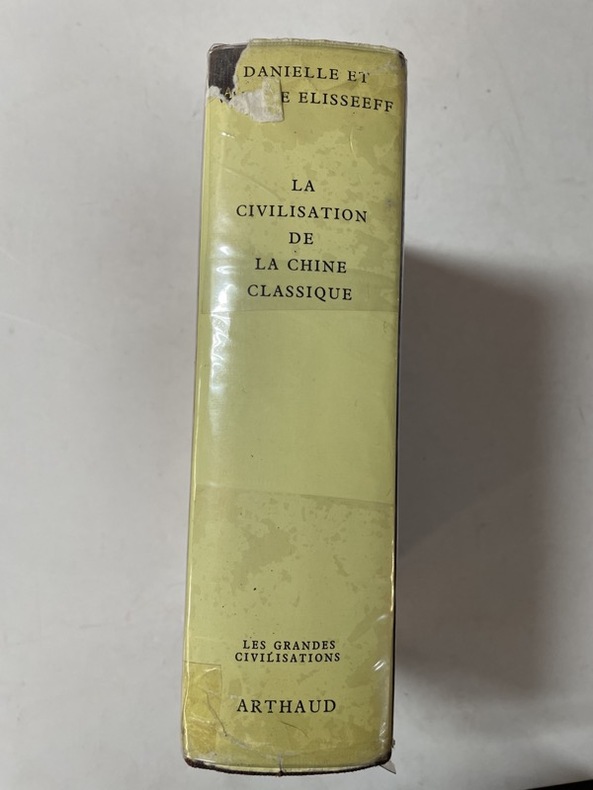 DANIELLE ET
ELISSEEFF
LA
CIVILISATION
DE
LA CHINE
CLASSIQUE
LES GRANDES
CIVILISATIONS
ARTHAUD